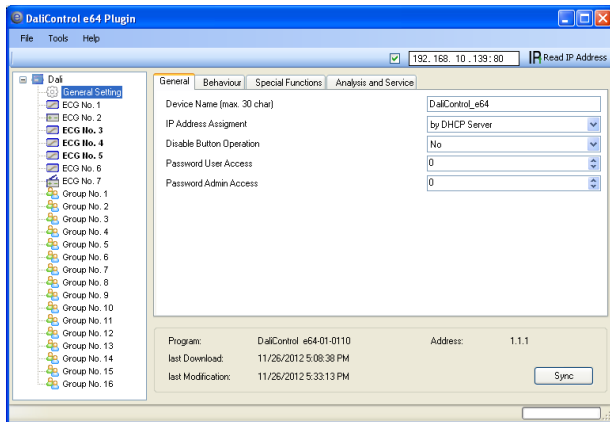 DaliControl e64 Plugin
File Tools Help
192. 168. 10 .139: 80 IP Read IP Address
Dali
General Setting
ECG No. 1
ECG No. 2
ECG No. 3
ECG No. 4
ECG No. 5
ECG No. 6
ECG No. 7
Group No. 1
Group No. 2
Group No. 3
Group No. 4
Group No. 5
Group No. 6
Group No. 7
Group No. 8
Group No. 9
Group No. 10
Group No. 11
Group No. 12
Group No. 13
Group No. 14
Group No. 15
Group No. 16
General Behaviour Special Functions Analysis and Service
Device Name (max. 30 char) DaliControl_e64
IP Address Assigment by DHCP Server
Disable Button Operation No
Password User Access 0
Password Admin Access 0
Program: DaliControl e64-01-0110 Address: 1.1.1
last Download: 11/26/2012 5:08:38 PM
last Modification: 11/26/2012 5:33:13 PM
Sync